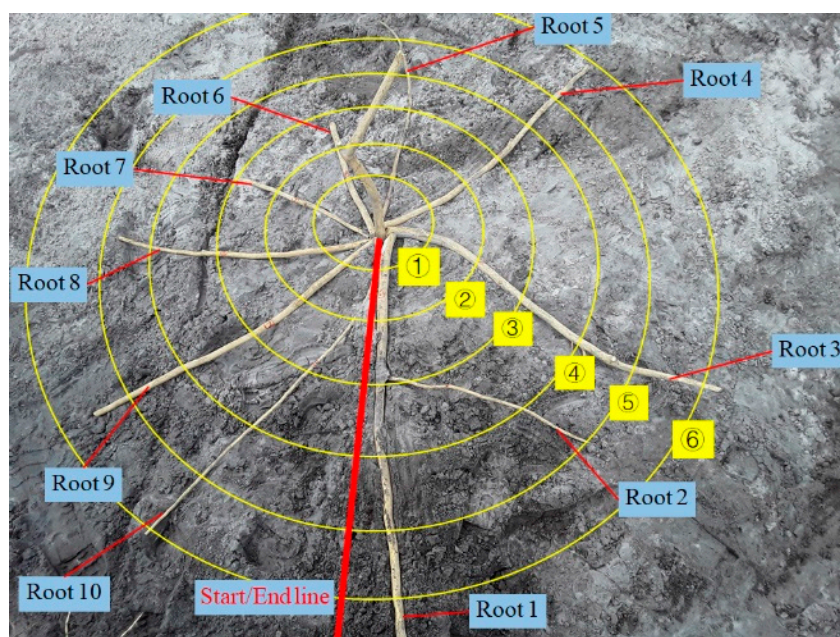 Root 5
Root 4
Root 6
Root 7
Root 8
①
②
③
Root 3
④
⑤
⑥
Root 9
Root 2
Root 10
Start/End line
Root 1